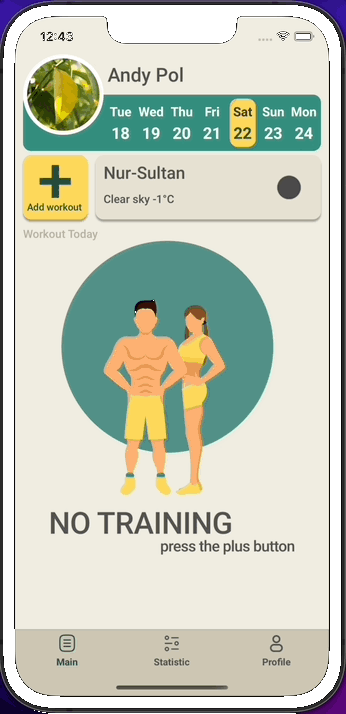 12:43
Andy Pol
Tue Wed Thu Fri Sat Sun Mon
18 19 20 21 22 23 24
Add workout
Nur-Sultan
Clear sky -1°C
Workout Today
NO TRAINING
press the plus button
Main Statistic Profile